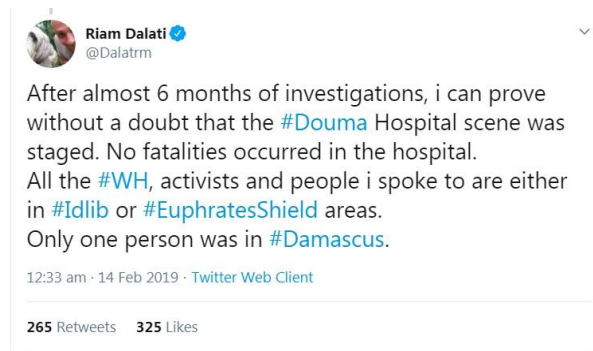 Riam Dalati
@Dalatrm
After almost 6 months of investigations, i can prove
without a doubt that the #Douma Hospital scene was
staged. No fatalities occurred in the hospital.
All the #WH, activists and people i spoke to are either
in #Idlib or #EuphratesShield areas.
Only one person was in #Damascus.
12:33 am · 14 Feb 2019 · Twitter Web Client
265 Retweets 325 Likes